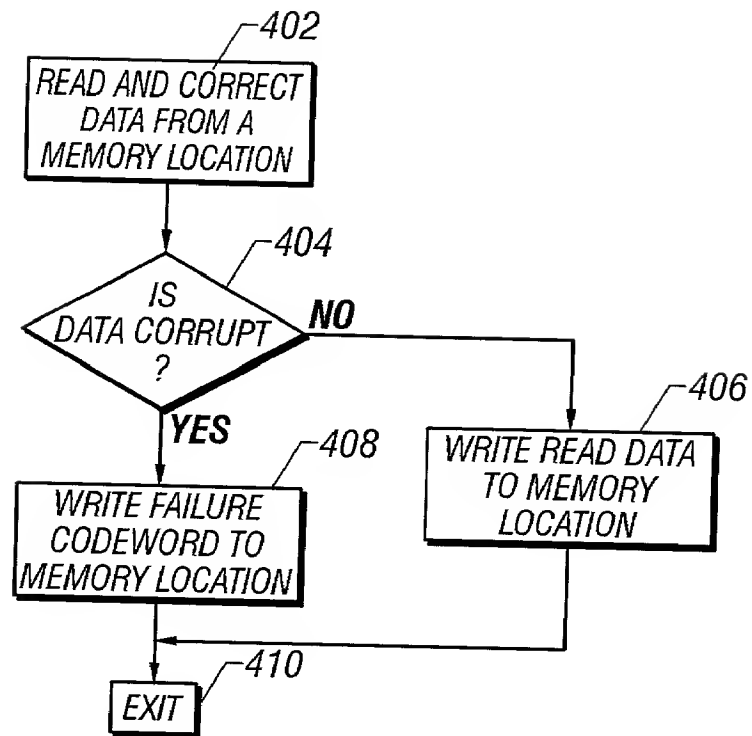 402
READ AND CORRECT
DATA FROM A
MEMORY LOCATION
404
IS
DATA CORRUPT
?
NO
YES
406
WRITE READ DATA
TO MEMORY
LOCATION
408
WRITE FAILURE
CODEWORD TO
MEMORY LOCATION
410
EXIT